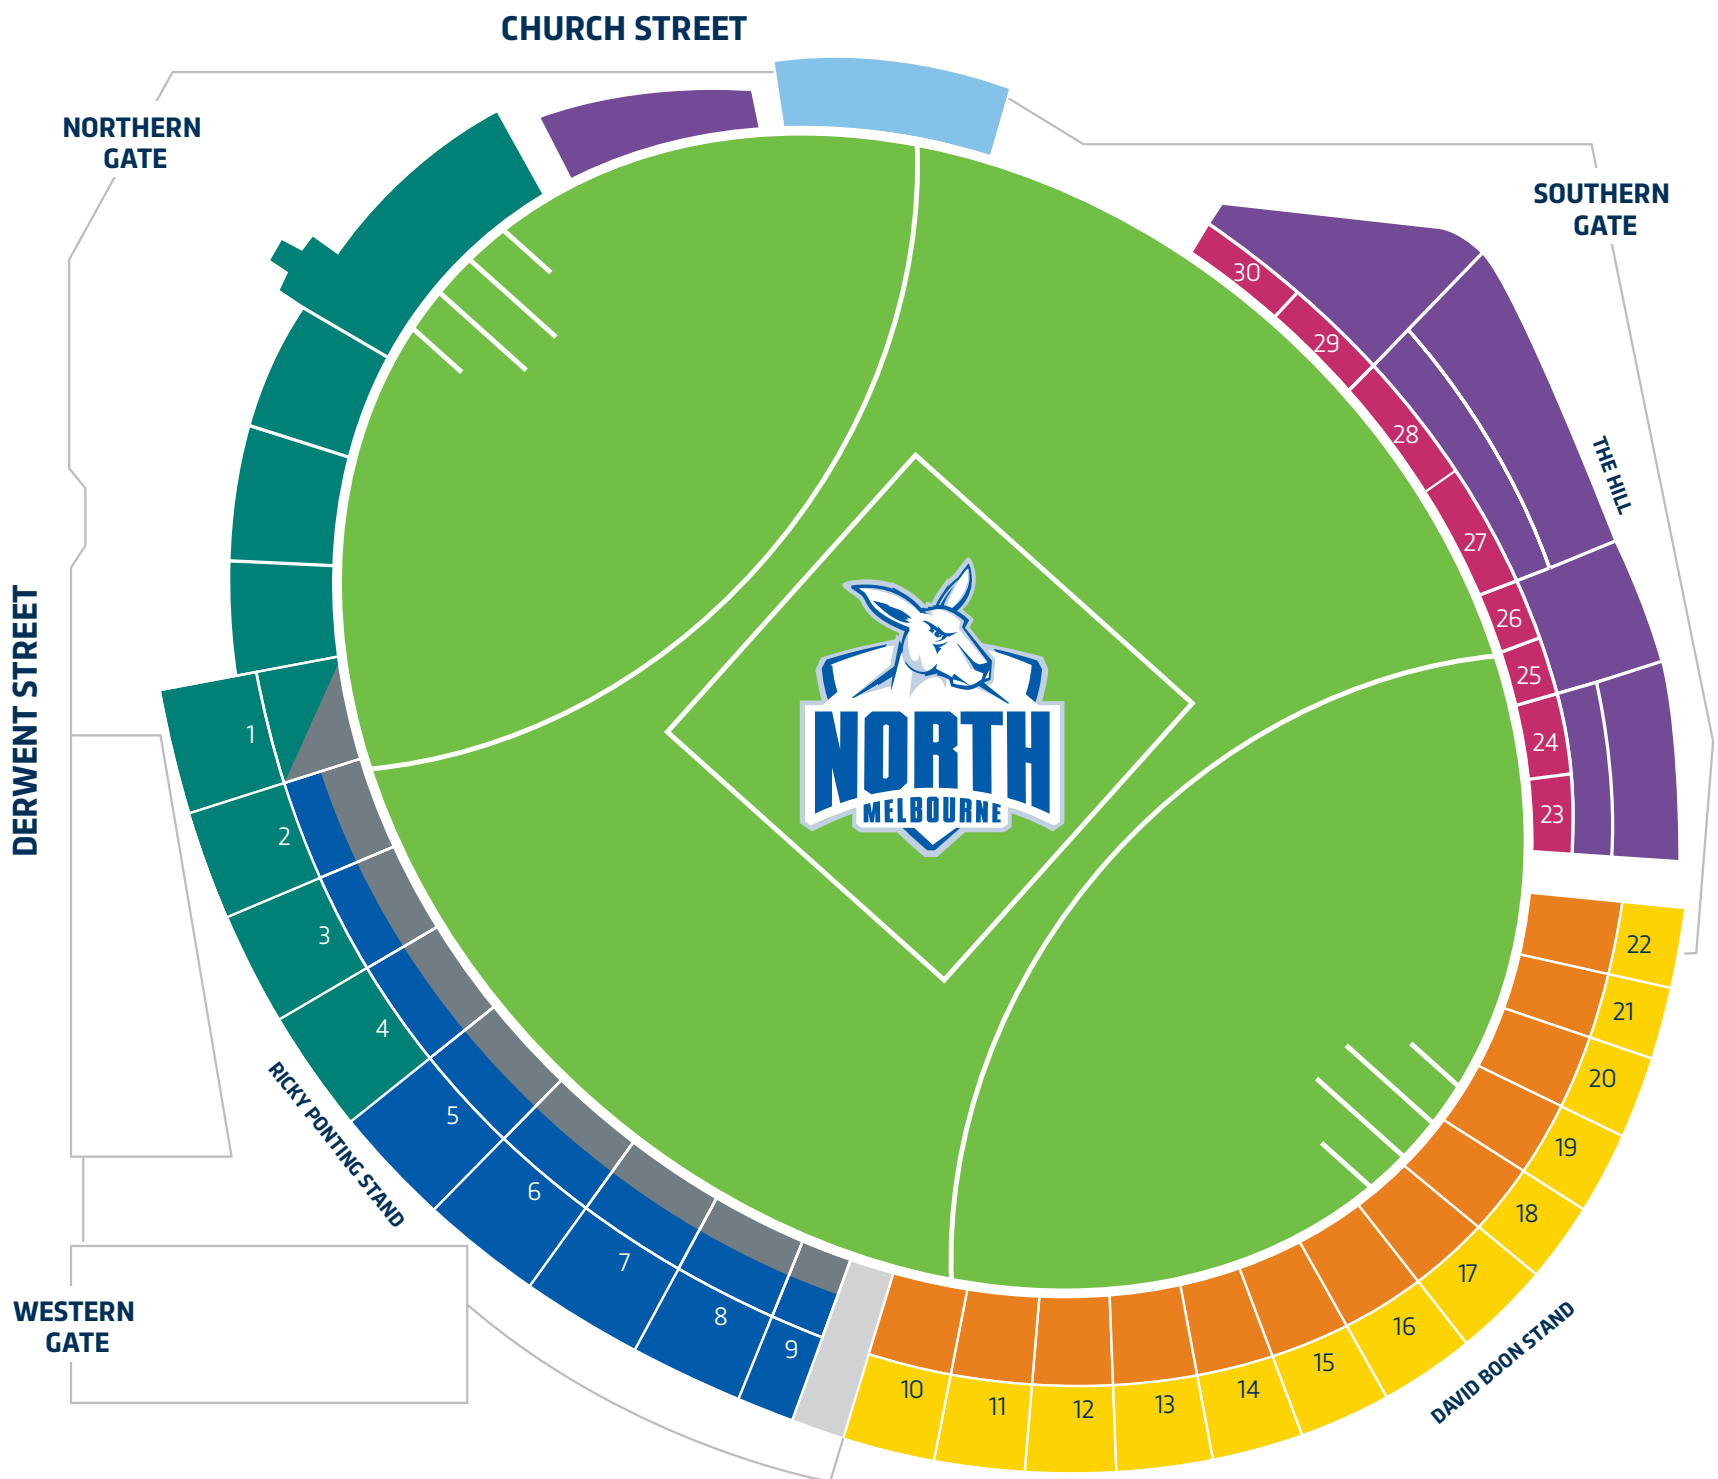 CHURCH STREET
NORTHERN
GATE
SOUTHERN
GATE
30
29
28
THE HILL
27
26
25
24
23
DERWENT STREET
NORTH
MELBOURNE
1
2
3
4
5
6
7
8
9
RICKY PONTING STAND
WESTERN
GATE
10
11
12
13
14
15
16
17
18
19
20
21
22
DAVID BOON STAND